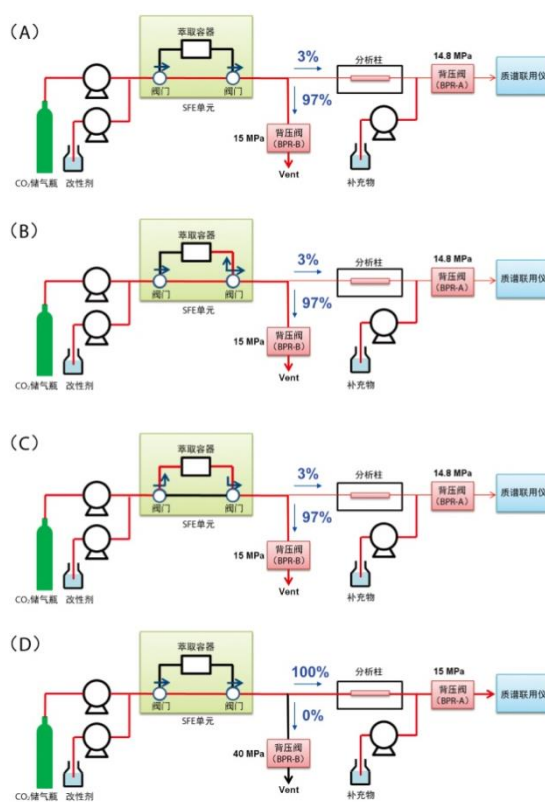 （A）
萃取容器
阀门
阀门
SFE单元
3%
97%
分析柱
14.8 MPa
背压阀
（BPR-A）
质谱联用仪
15 MPa
背压阀
（BPR-B）
Vent
CO₂储气瓶
改性剂
补充物
（B）
萃取容器
阀门
阀门
SFE单元
3%
97%
分析柱
14.8 MPa
背压阀
（BPR-A）
质谱联用仪
15 MPa
背压阀
（BPR-B）
Vent
CO₂储气瓶
改性剂
补充物
（C）
萃取容器
阀门
阀门
SFE单元
3%
97%
分析柱
14.8 MPa
背压阀
（BPR-A）
质谱联用仪
15 MPa
背压阀
（BPR-B）
Vent
CO₂储气瓶
改性剂
补充物
（D）
萃取容器
阀门
阀门
SFE单元
100%
0%
分析柱
15 MPa
背压阀
（BPR-A）
质谱联用仪
40 MPa
背压阀
（BPR-B）
Vent
CO₂储气瓶
改性剂
补充物